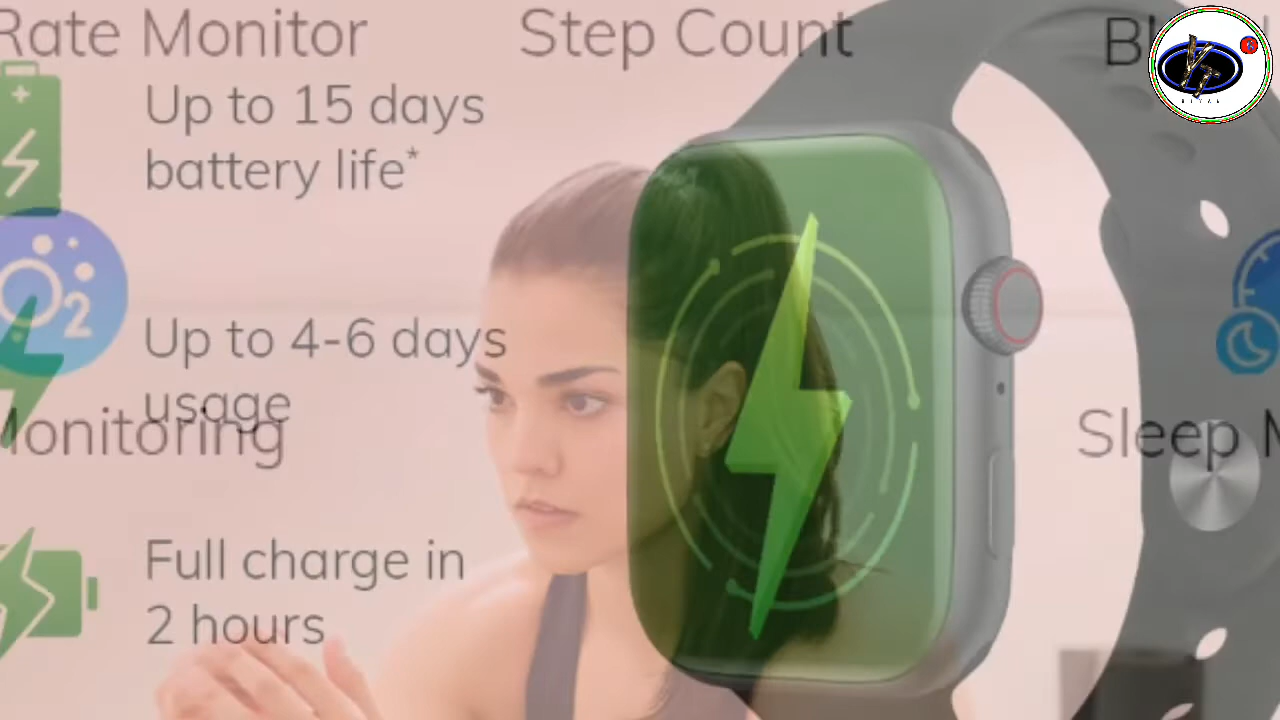 Rate Monitor
Step Count
Up to 15 days
battery life*
O2
Up to 4-6 days
usage
Monitoring
Sleep M
Full charge in
2 hours